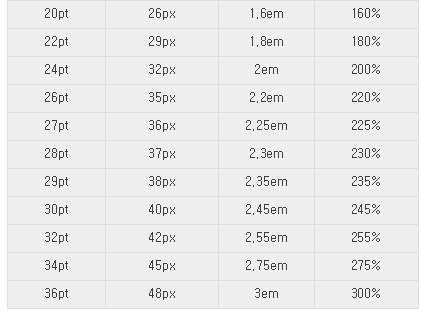 20pt 26px 1.6em 160%
22pt 29px 1.8em 180%
24pt 32px 2em 200%
26pt 35px 2.2em 220%
27pt 36px 2.25em 225%
28pt 37px 2.3em 230%
29pt 38px 2.35em 235%
30pt 40px 2.45em 245%
32pt 42px 2.55em 255%
34pt 45px 2.75em 275%
36pt 48px 3em 300%